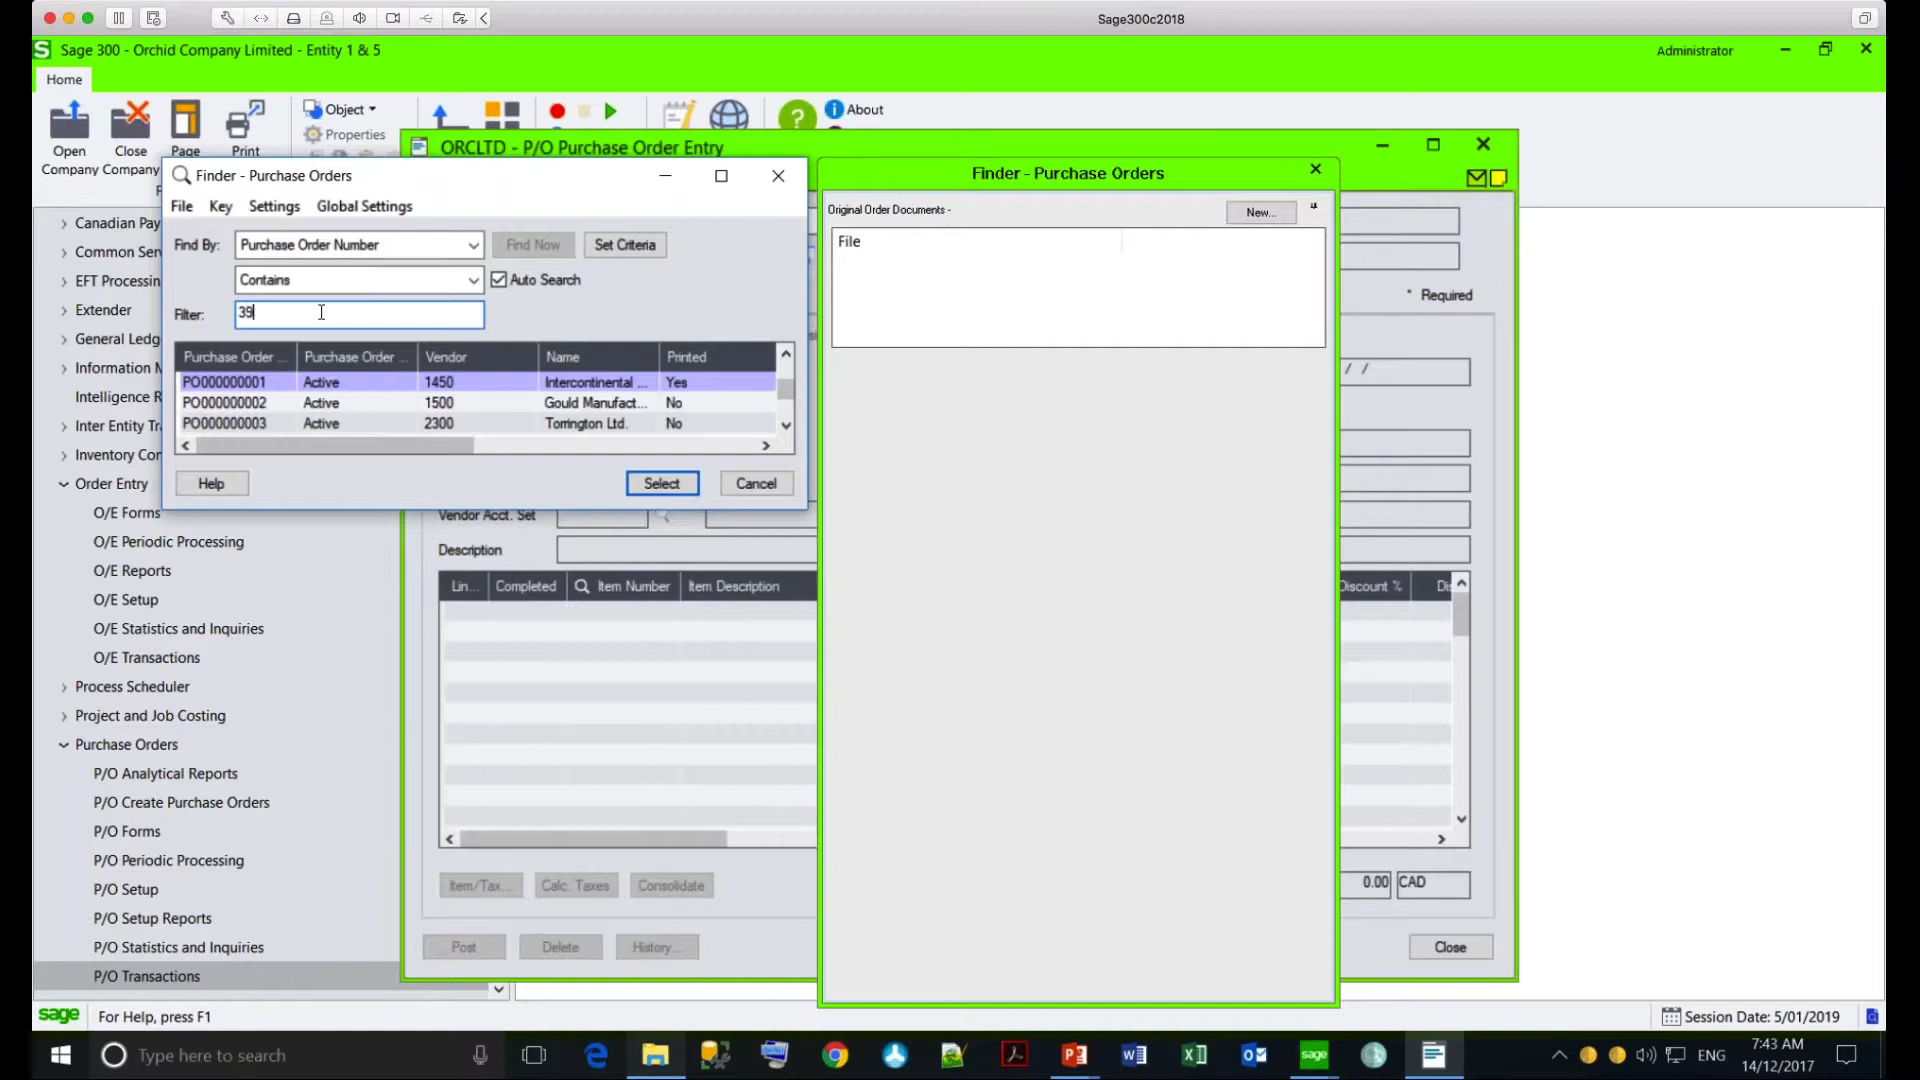 Sage300c2018
Sage 300 - Orchid Company Limited - Entity 1 & 5
Administrator
Home
Open
Company
Close
Company
Page
Print
Object
Properties
About
ORCLTD - P/O Purchase Order Entry
Finder - Purchase Orders
File Key Settings Global Settings
Find By: Purchase Order Number Find Now Set Criteria
Contains Auto Search
Filter: 39
Purchase Order ... Purchase Order ... Vendor Name Printed
PO000000001 Active 1450 Intercontinental ... Yes
PO000000002 Active 1500 Gould Manufact... No
PO000000003 Active 2300 Torrington Ltd. No
Help Select Cancel
Finder - Purchase Orders
Original Order Documents -
New...
File
* Required
/ /
Vendor Acct. Set
Description
Lin... Completed Item Number Item Description
Discount %
Item/Tax... Calc. Taxes Consolidate
0.00 CAD
Post Delete History...
Close
Canadian Pay
Common Ser
EFT Processin
Extender
General Ledg
Information M
Intelligence R
Inter Entity Tr
Inventory Con
Order Entry
O/E Forms
O/E Periodic Processing
O/E Reports
O/E Setup
O/E Statistics and Inquiries
O/E Transactions
Process Scheduler
Project and Job Costing
Purchase Orders
P/O Analytical Reports
P/O Create Purchase Orders
P/O Forms
P/O Periodic Processing
P/O Setup
P/O Setup Reports
P/O Statistics and Inquiries
P/O Transactions
sage For Help, press F1
Session Date: 5/01/2019
Type here to search
sage
ENG
7:43 AM
14/12/2017